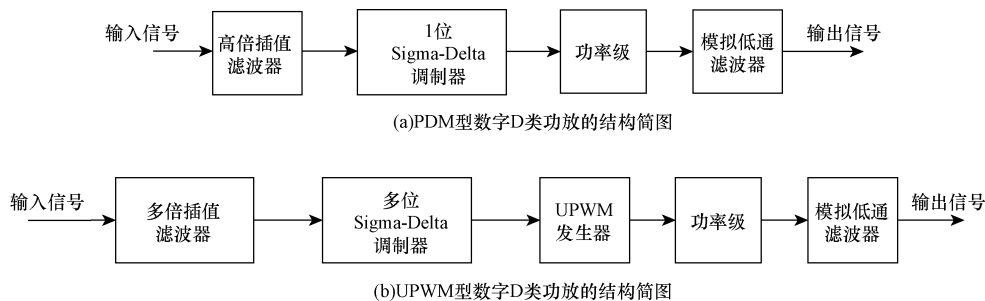 输入信号
高倍插值
滤波器
1位
Sigma-Delta
调制器
功率级
模拟低通
滤波器
输出信号
(a)PDM型数字D类功放的结构简图
输入信号
多倍插值
滤波器
多位
Sigma-Delta
调制器
UPWM
发生器
功率级
模拟低通
滤波器
输出信号
(b)UPWM型数字D类功放的结构简图